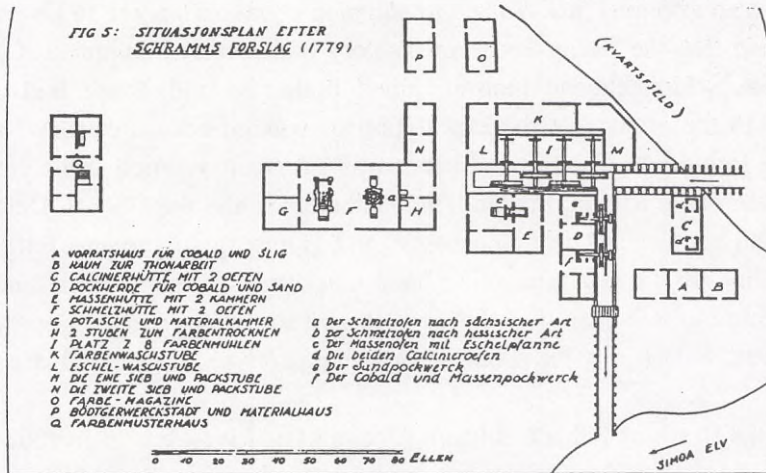 FIG 5: SITUASJONSPLAN EFTER
SCHRAMMS FORSLAG (1779)
P
O
(KVARTSFJELD)
K
N
L
I
M
Q
b
a
G
F
H
c
e
D
E
f
d
C
d
A
B
A VORRATSHAUS FÜR COBALD UND SLIG
B RAUM ZUR THONARBEIT
C CALCINIERHÜTTE MIT 2 OEFEN
D POCKHERDE FÜR COBALD UND SAND
E MASSENHÜTTE MIT 2 KAMMERN
F SCHMELZHÜTTE MIT 2 OEFEN
G POTASCHE UND MATERIALKAMMER
H 2 STUBEN ZUM FARBENTROCKNEN
I PLATZ Z 8 FARBENMÜHLEN
K FARBENWASCHSTUBE
L ESCHEL-WASCHSTUBE
M DIE EINE SIEB UND PACKSTUBE
N DIE ZWEITE SIEB UND PACKSTUBE
O FARBE-MAGAZINE
P BÖDTGERWERCKSTADT UND MATERIALHAUS
Q FARBENMUSTERHAUS
a Der Schmelzofen nach sächsischer Art
b Der Schmelzofen nach hessischer Art
c Der Massenofen mit Eschelpfanne
d Die beiden Calcinieroefen
e Der Sandpockwerck
f Der Cobald und Massenpockwerck
0 10 20 30 40 50 60 70 80 ELLEN
SIMOA ELV